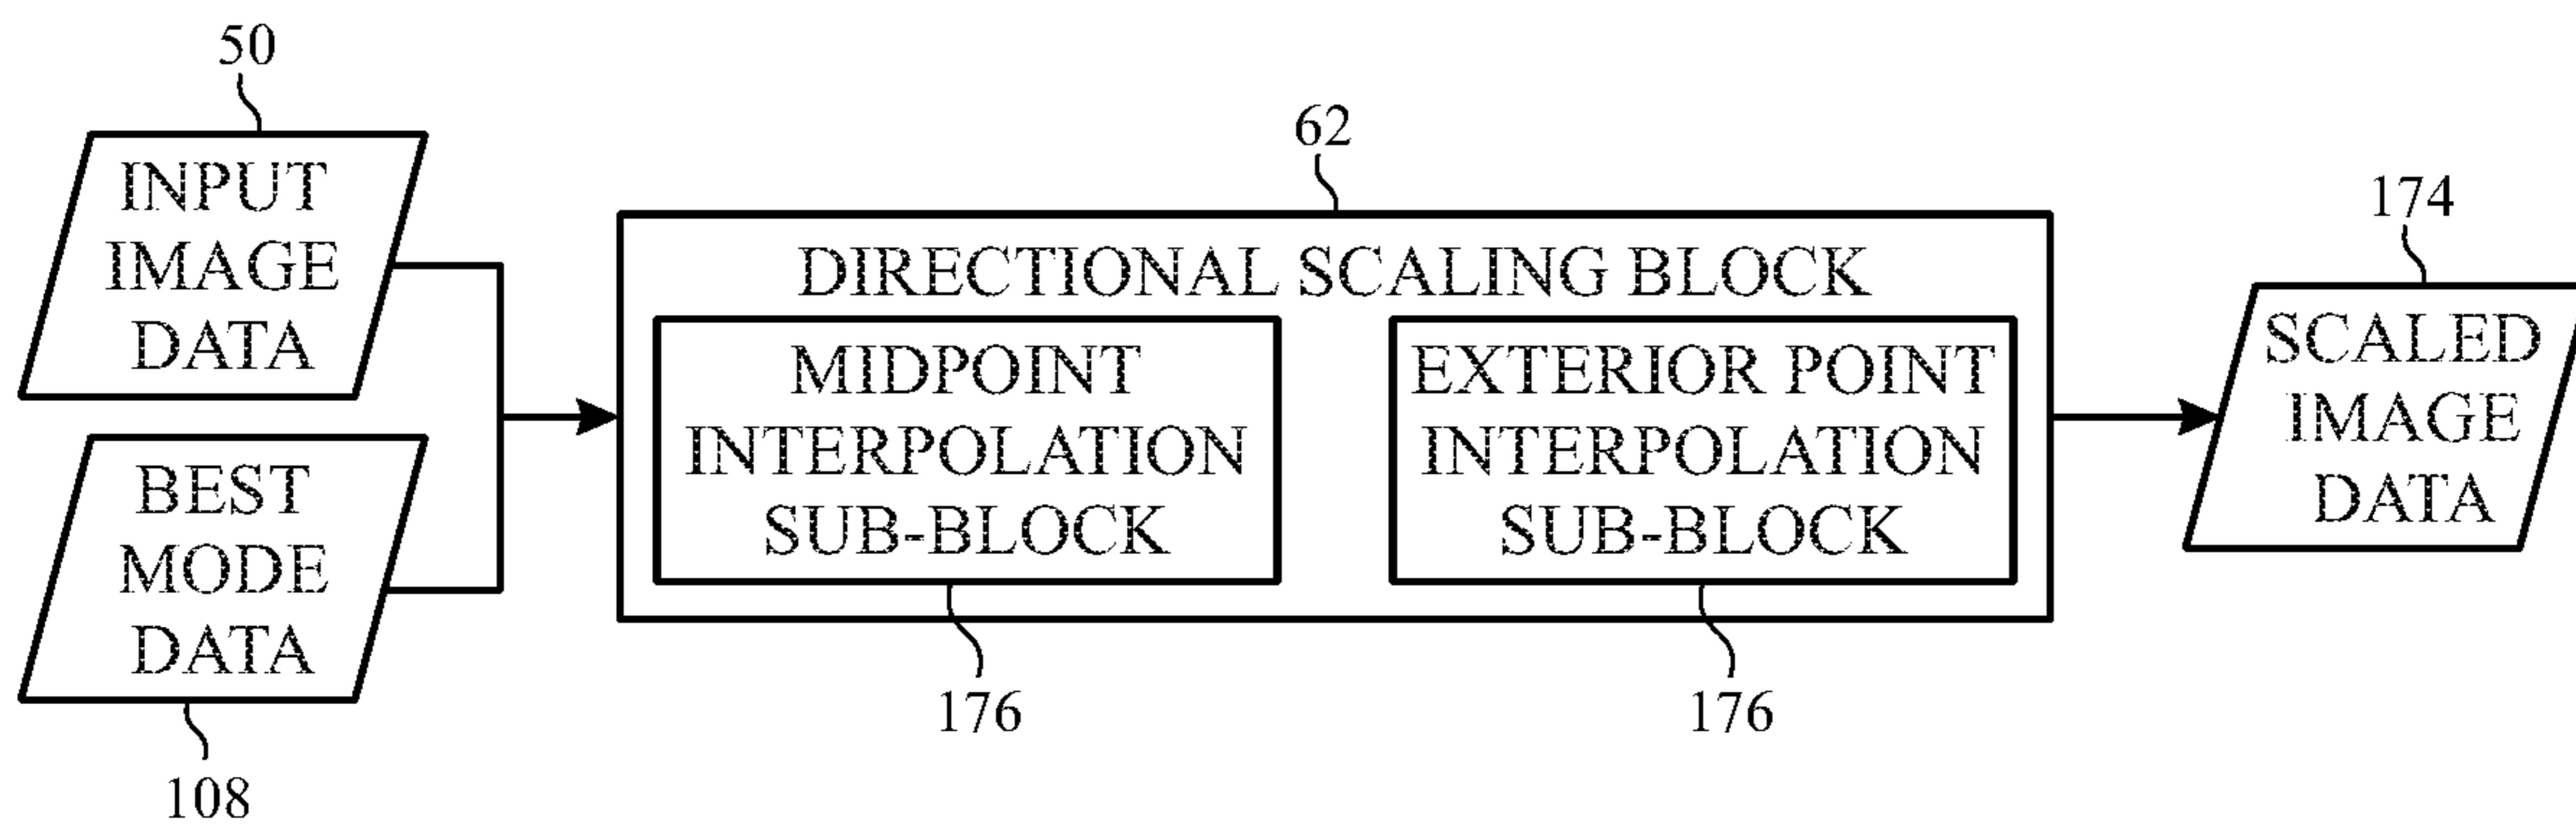 50
INPUT
IMAGE
DATA
BEST
MODE
DATA
108
62
DIRECTIONAL SCALING BLOCK
MIDPOINT
INTERPOLATION
SUB-BLOCK
176
EXTERIOR POINT
INTERPOLATION
SUB-BLOCK
176
174
SCALED
IMAGE
DATA